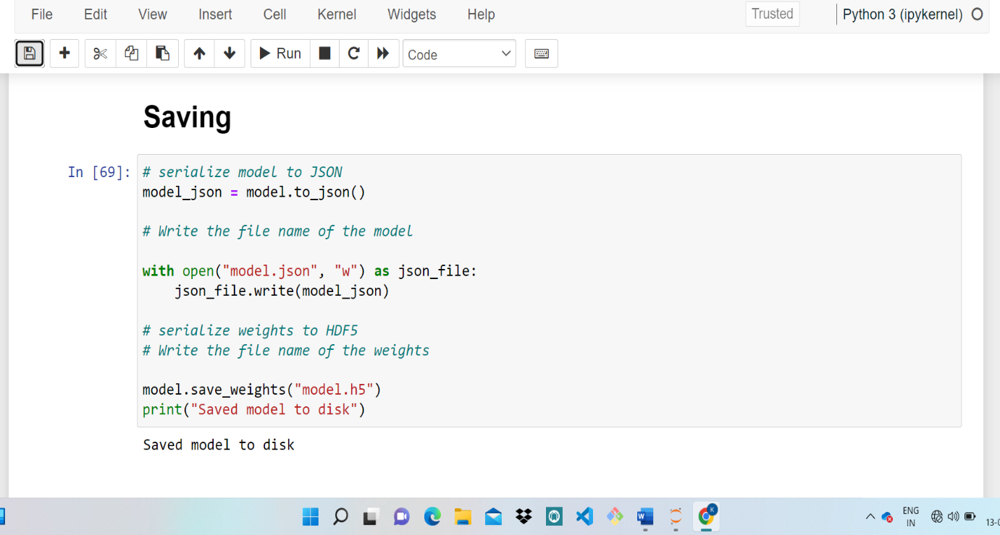 File Edit View Insert Cell Kernel Widgets Help Trusted Python 3 (ipykernel)
Run Code
Saving
In [69]: # serialize model to JSON
model_json = model.to_json()
# Write the file name of the model
with open("model.json", "w") as json_file:
    json_file.write(model_json)
# serialize weights to HDF5
# Write the file name of the weights
model.save_weights("model.h5")
print("Saved model to disk")
Saved model to disk
K
ENG
IN